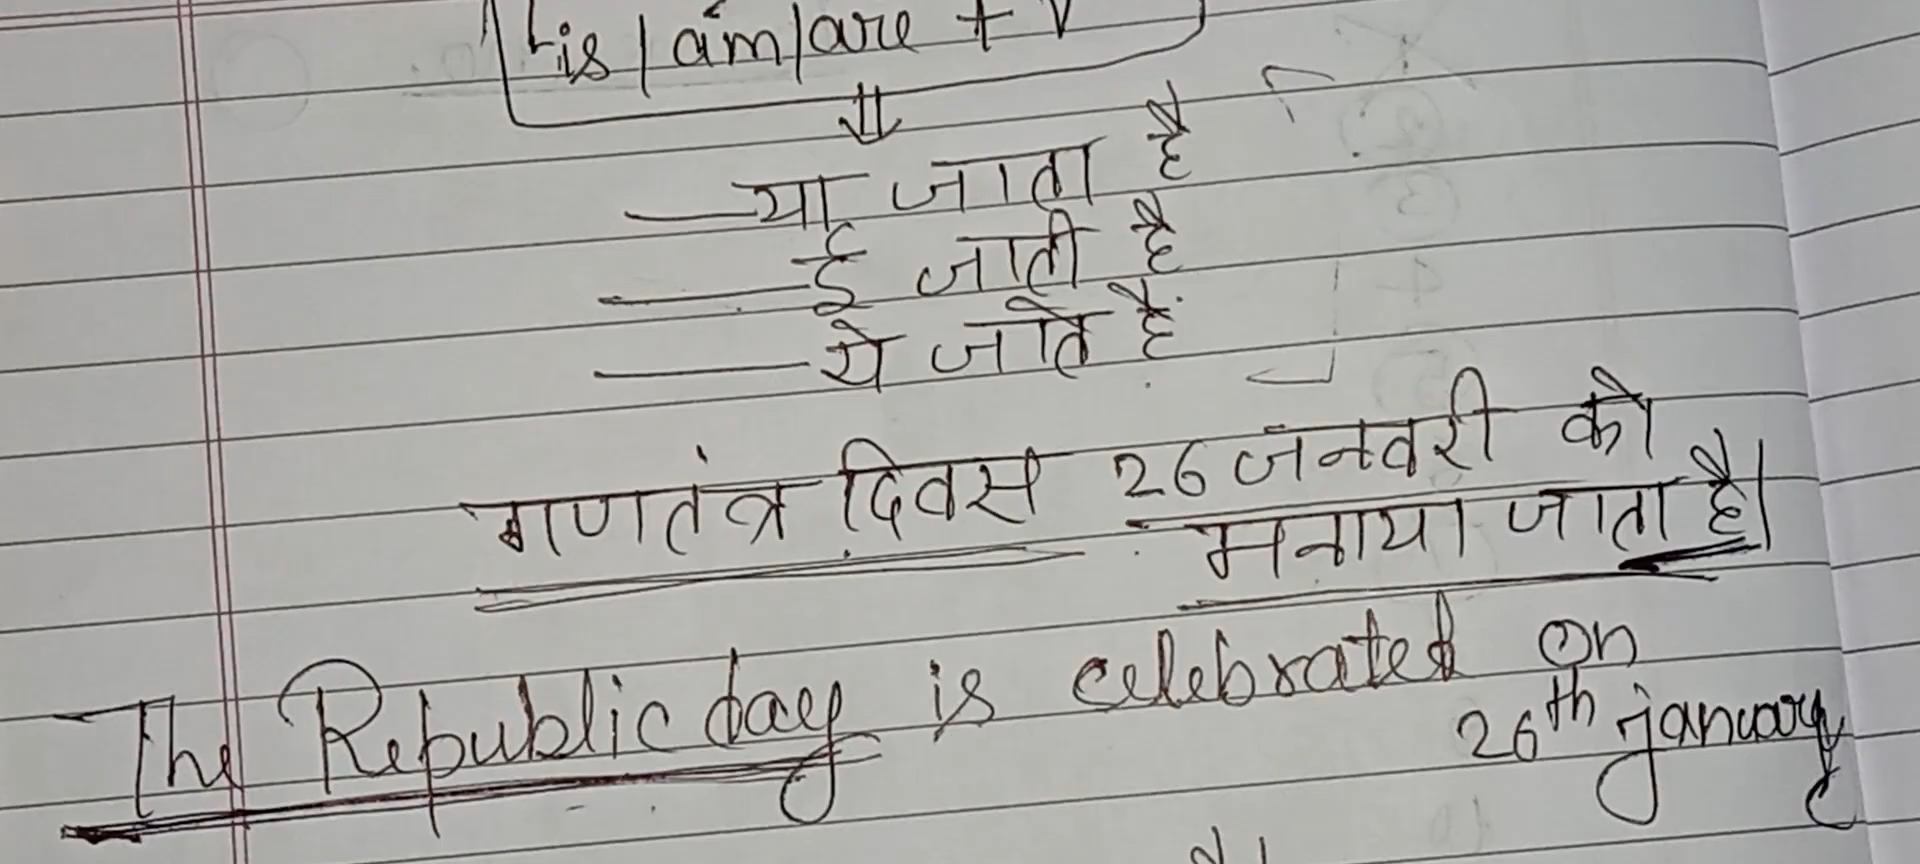 is / am / are + V
⇓
——या जाता है
——ई जाती है
——ये जाते हैं
गणतंत्र दिवस 26 जनवरी को
मनाया जाता है।
The Republic day is celebrated on
26th january